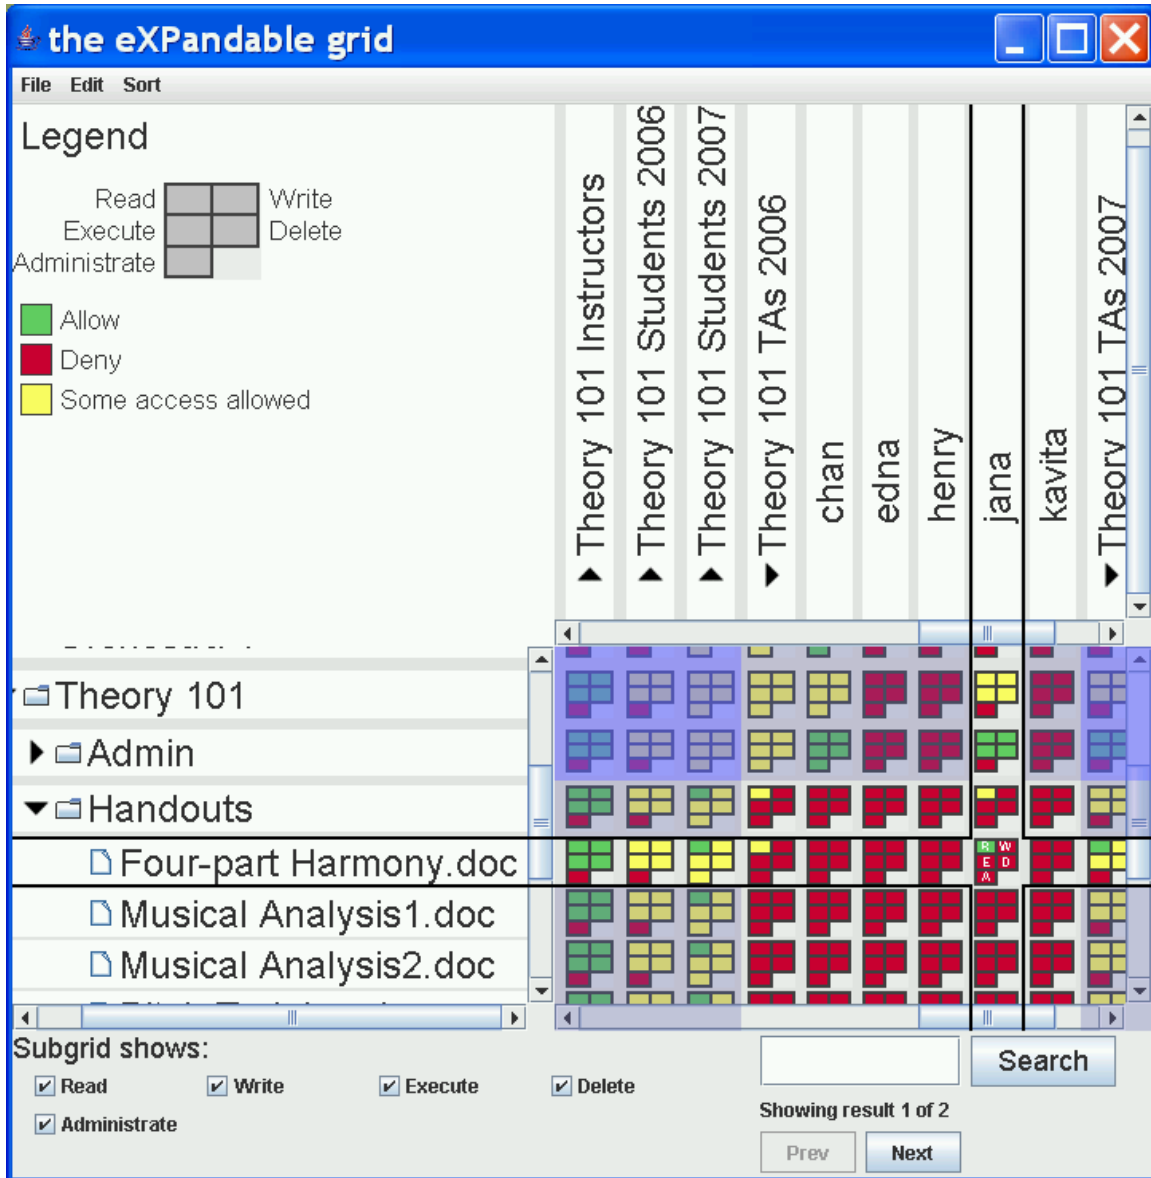 the eXPandable grid
File Edit Sort
Legend
Read Write
Execute Delete
Administrate
Allow
Deny
Some access allowed
Theory 101 Instructors
Theory 101 Students 2006
Theory 101 Students 2007
Theory 101 TAs 2006
chan
edna
henry
jana
kavita
Theory 101 TAs 2007
Theory 101
Admin
Handouts
Four-part Harmony.doc
R W
E D
A
Musical Analysis1.doc
Musical Analysis2.doc
Subgrid shows:
Read Write Execute Delete
Administrate
Search
Showing result 1 of 2
Prev Next